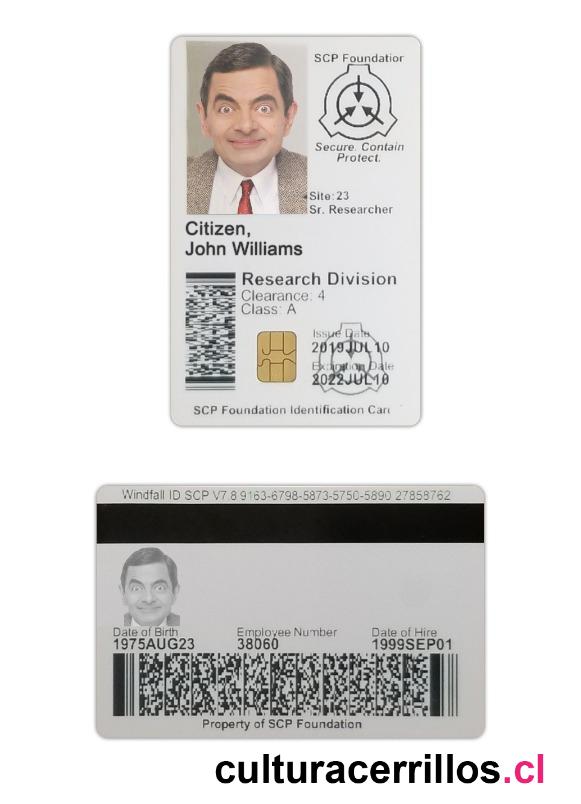 SCP Foundation
Secure. Contain
Protect.
Site: 23
Sr. Researcher
Citizen,
John Williams
Research Division
Clearance: 4
Class: A
Issue Date
2019JUL10
Expiration Date
2022JUL10
SCP Foundation Identification Card
Windfall ID SCP V7.8 9163-6798-5873-5750-5890 27858762
Date of Birth
Employee Number
Date of Hire
1975AUG23
38060
1999SEP01
Property of SCP Foundation
culturacerrillos.cl